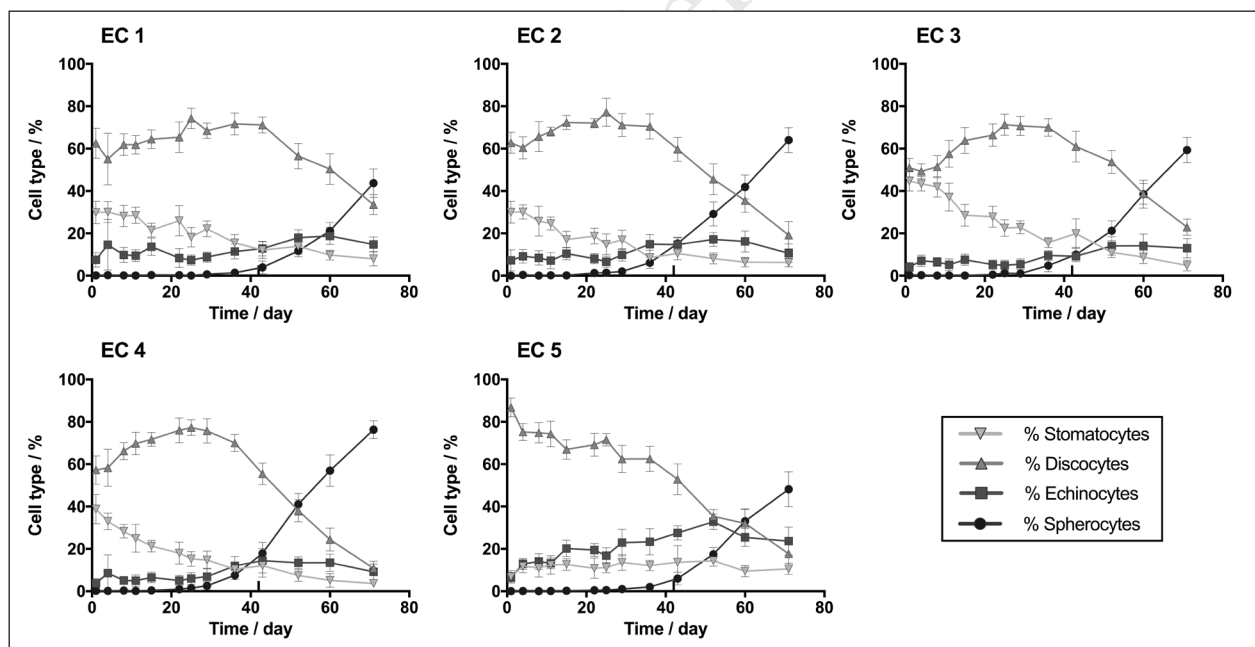 EC 1
EC 2
EC 3
100
80
60
40
20
0
Cell type / %
0 20 40 60 80
Time / day
100
80
60
40
20
0
Cell type / %
0 20 40 60 80
Time / day
100
80
60
40
20
0
Cell type / %
0 20 40 60 80
Time / day
EC 4
EC 5
100
80
60
40
20
0
Cell type / %
0 20 40 60 80
Time / day
100
80
60
40
20
0
Cell type / %
0 20 40 60 80
Time / day
% Stomatocytes
% Discocytes
% Echinocytes
% Spherocytes